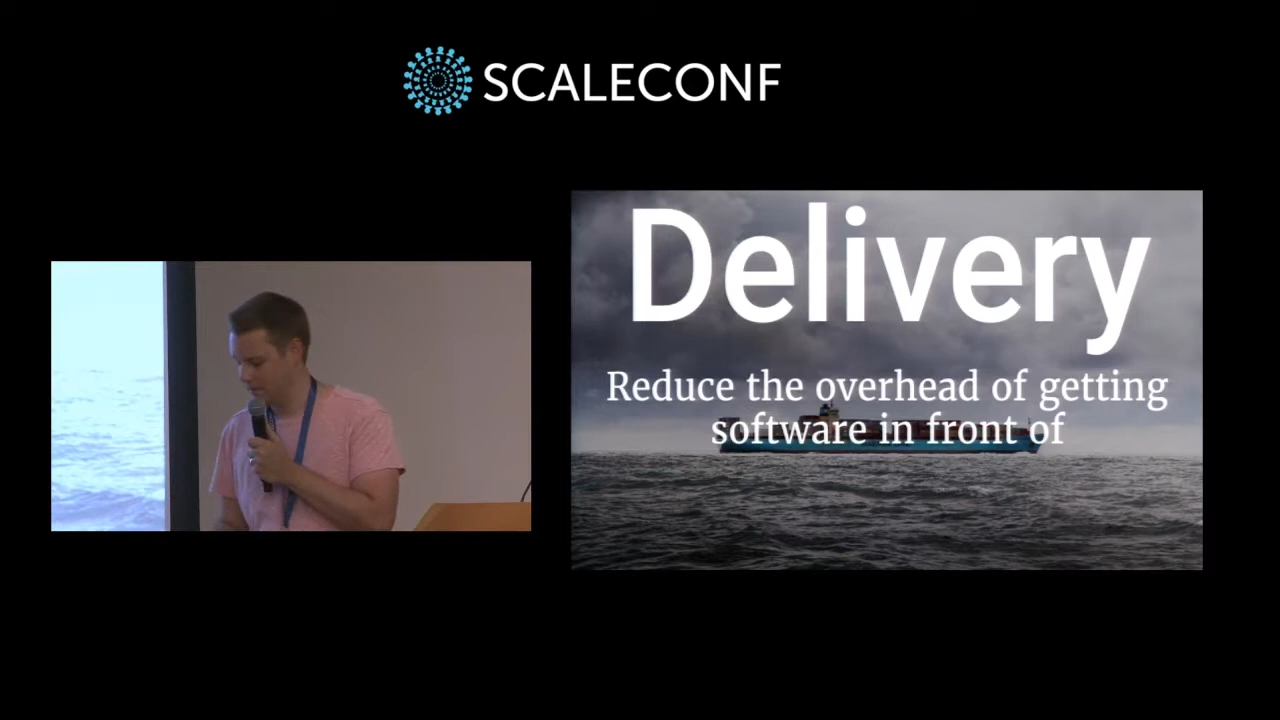 SCALECONF
Delivery
Reduce the overhead of getting
software in front of